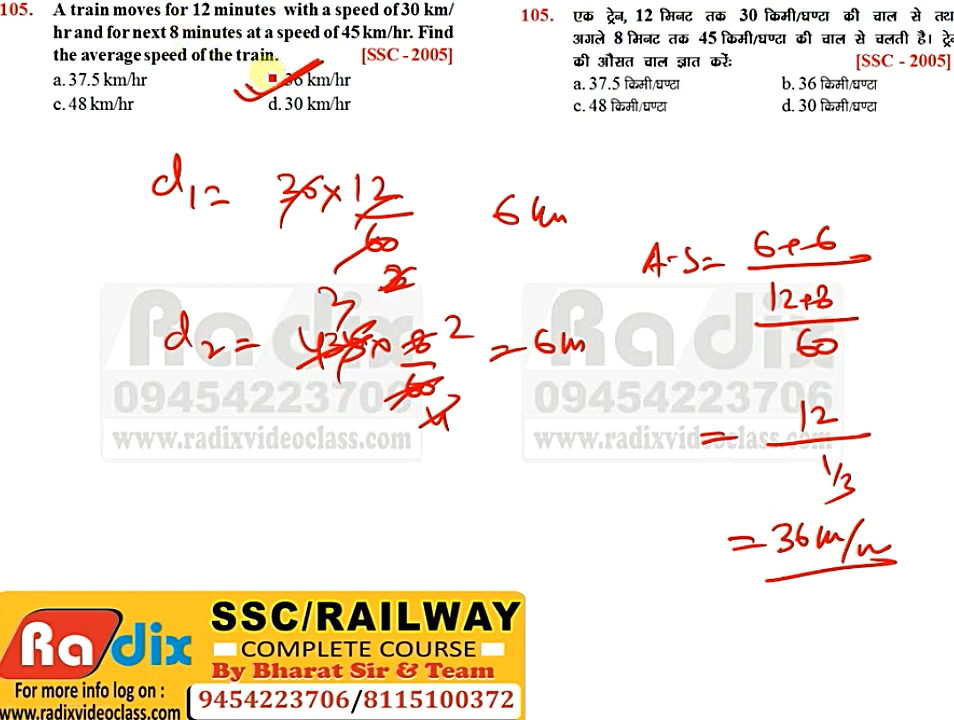 105. A train moves for 12 minutes with a speed of 30 km/
hr and for next 8 minutes at a speed of 45 km/hr. Find
the average speed of the train. [SSC - 2005]
a. 37.5 km/hr 36 km/hr
c. 48 km/hr d. 30 km/hr
105. एक ट्रेन, 12 मिनट तक 30 किमी/घण्टा की चाल से तथ
अगले 8 मिनट तक 45 किमी/घण्टा की चाल से चलती है। ट्रे
की औसत चाल ज्ञात करेंः
[SSC - 2005]
a. 37.5 किमी/घण्टा b. 36 किमी/घण्टा
c. 48 किमी/घण्टा d. 30 किमी/घण्टा
d1 = 30 × 12
60
6 km
A.S =
6+6
12+8
60
d2 = 8 2 = 6
60
= 12
1/3
= 36
Radix
09454223706
www.radixvideoclass.com
Radix
09454223706
www.radixvideoclass.com
Radix
For more info log on :
www.radixvideoclass.com
SSC/RAILWAY
COMPLETE COURSE
By Bharat Sir & Team
9454223706/8115100372